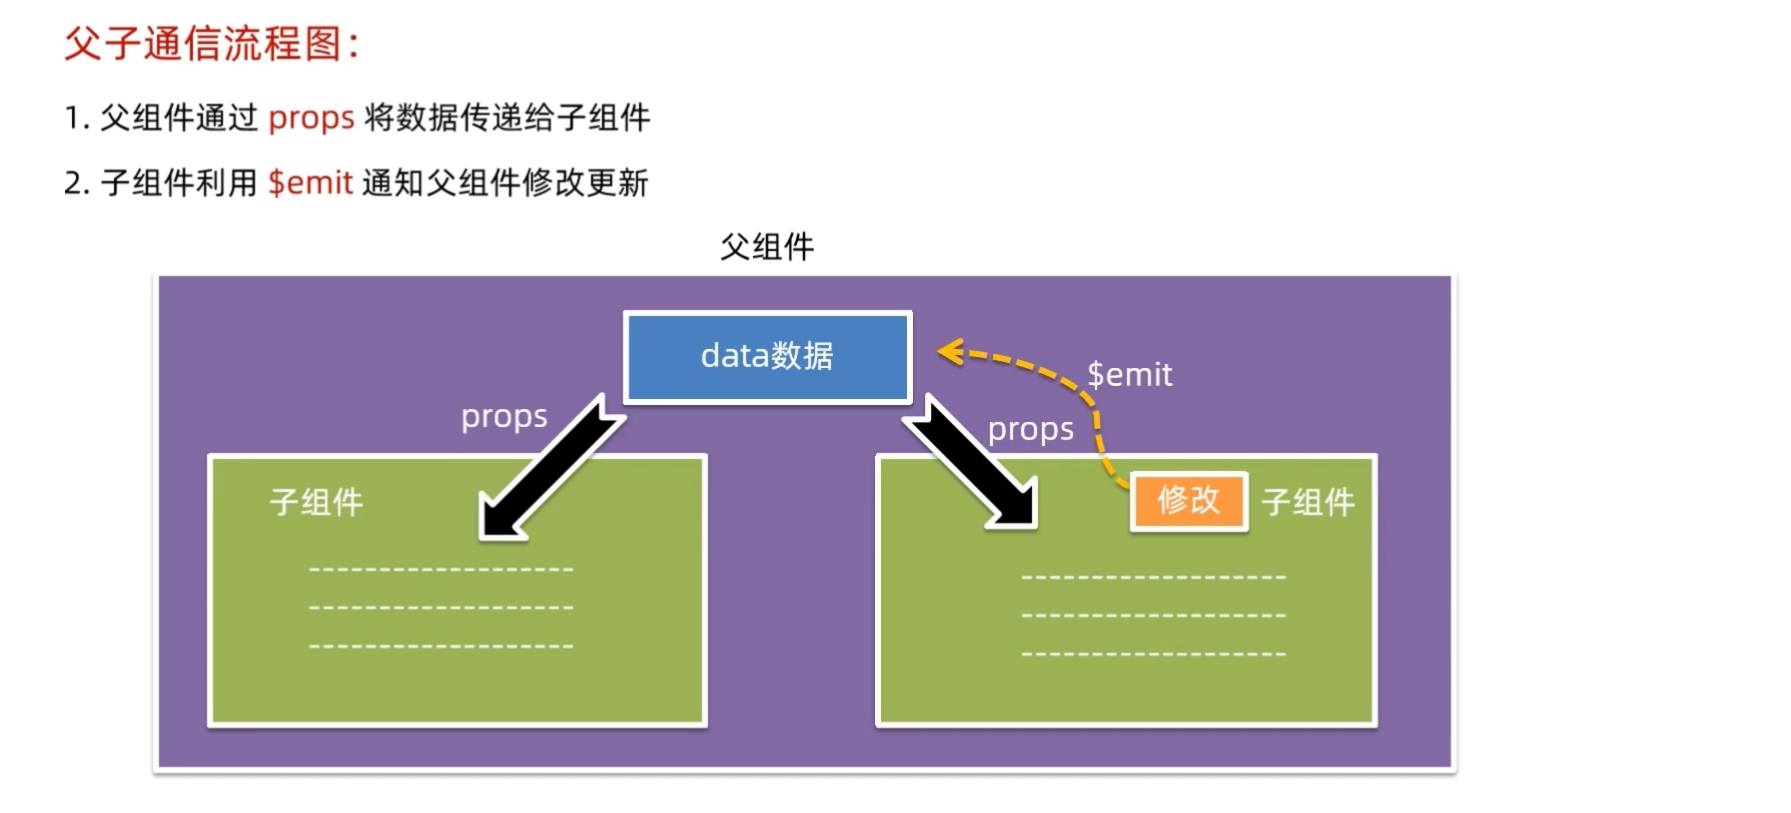 父子通信流程图：
1. 父组件通过 props 将数据传递给子组件
2. 子组件利用 $emit 通知父组件修改更新
父组件
data数据
$emit
props
props
子组件
修改
子组件